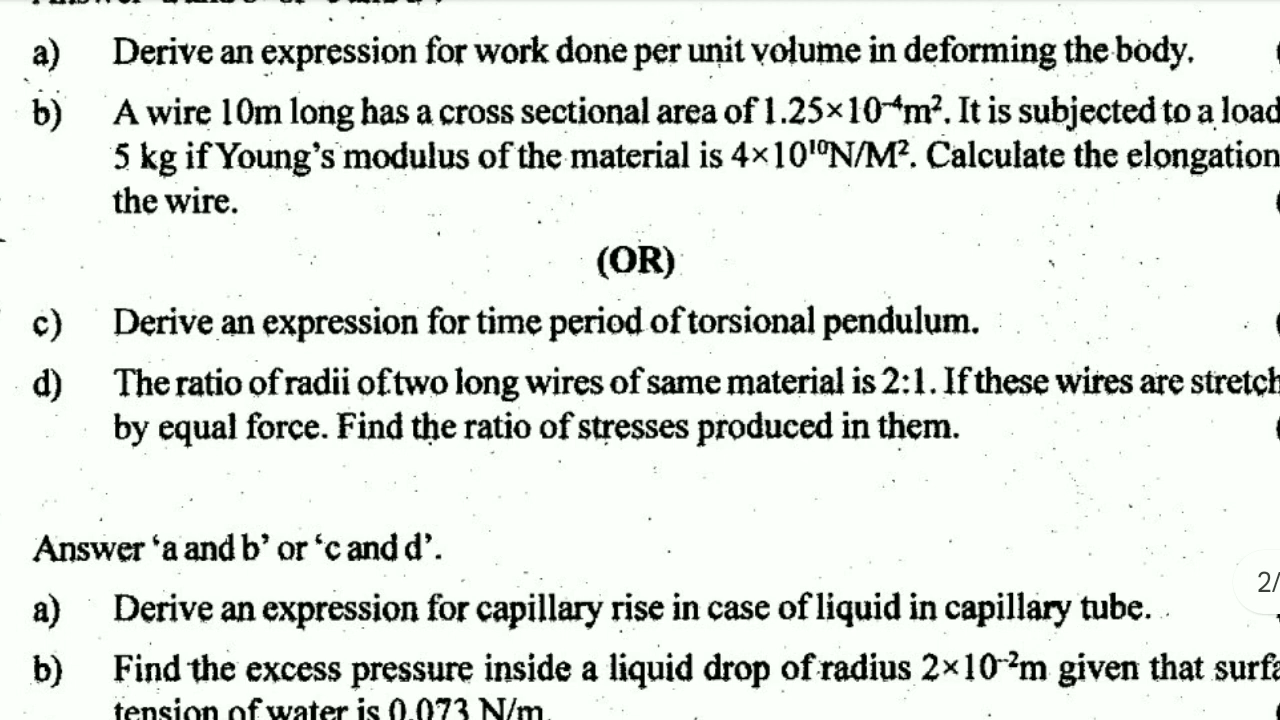 a) Derive an expression for work done per unit volume in deforming the body.
b) A wire 10m long has a cross sectional area of 1.25×10⁻⁴m². It is subjected to a load
5 kg if Young's modulus of the material is 4×10¹⁰N/M². Calculate the elongation
the wire.
(OR)
c) Derive an expression for time period of torsional pendulum.
d) The ratio of radii of two long wires of same material is 2:1. If these wires are stretch
by equal force. Find the ratio of stresses produced in them.
Answer 'a and b' or 'c and d'.
2/
a) Derive an expression for capillary rise in case of liquid in capillary tube.
b) Find the excess pressure inside a liquid drop of radius 2×10⁻²m given that surfa
tension of water is 0.073 N/m.